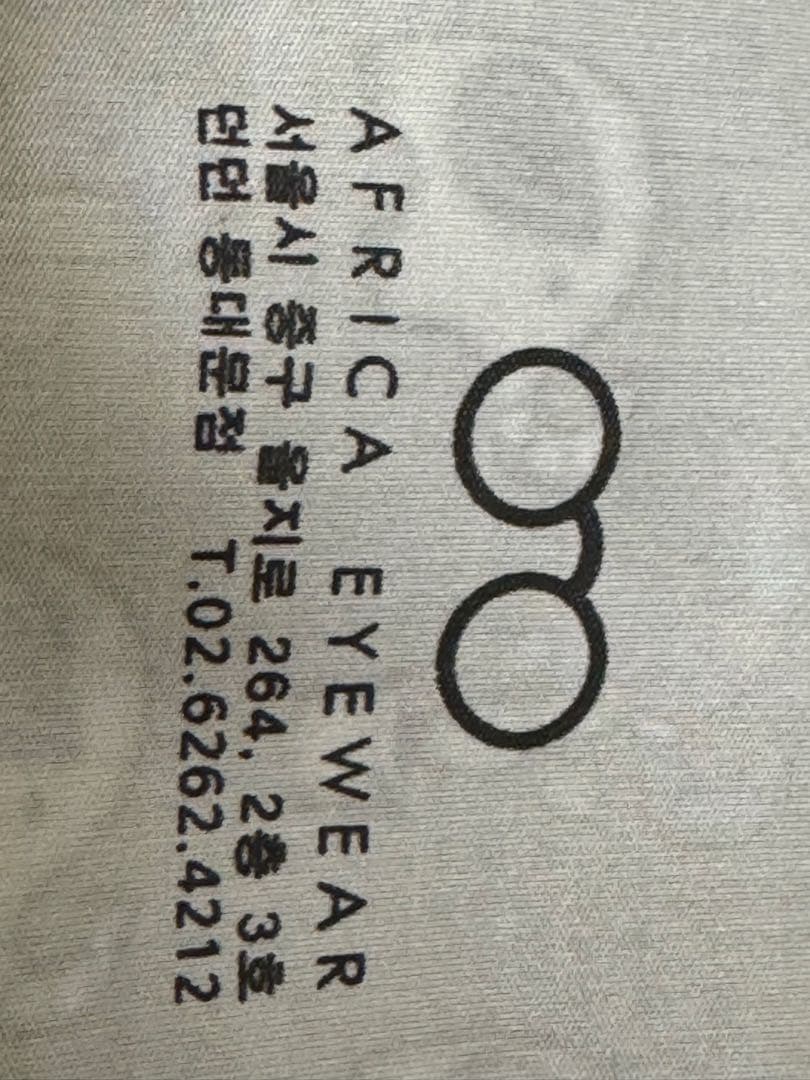 AFRICA EYEWEAR
서울시 중구 을지로 264, 2층 3호
던던 동대문점 T.02.6262.4212